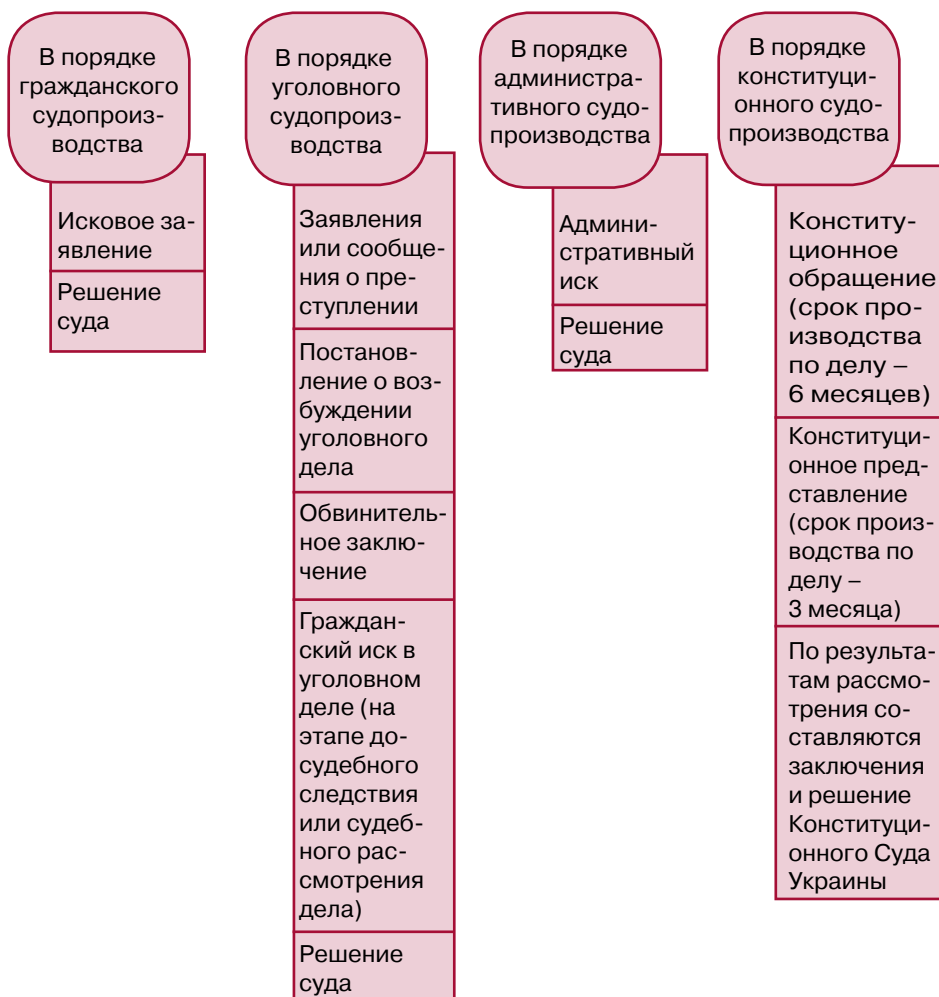 В порядке
гражданского
судопроиз-
водства
Исковое за-
явление
Решение
суда
В порядке
уголовного
судопроиз-
водства
Заявления
или сообще-
ния о пре-
ступлении
Постанов-
ление о воз-
буждении
уголовного
дела
Обвинитель-
ное заклю-
чение
Граждан-
ский иск в
уголовном
деле (на
этапе до-
судебного
следствия
или судеб-
ного рас-
смотрения
дела)
Решение
суда
В порядке
администра-
тивного судо-
производства
Админи-
стративный
иск
Решение
суда
В порядке
конституци-
онного судо-
производства
Конститу-
ционное
обращение
(срок про-
изводства
по делу –
6 месяцев)
Конституци-
онное пред-
ставление
(срок произ-
водства по
делу –
3 месяца)
По результа-
там рассмо-
трения со-
ставляются
заключения
и решение
Конституци-
онного Суда
Украины